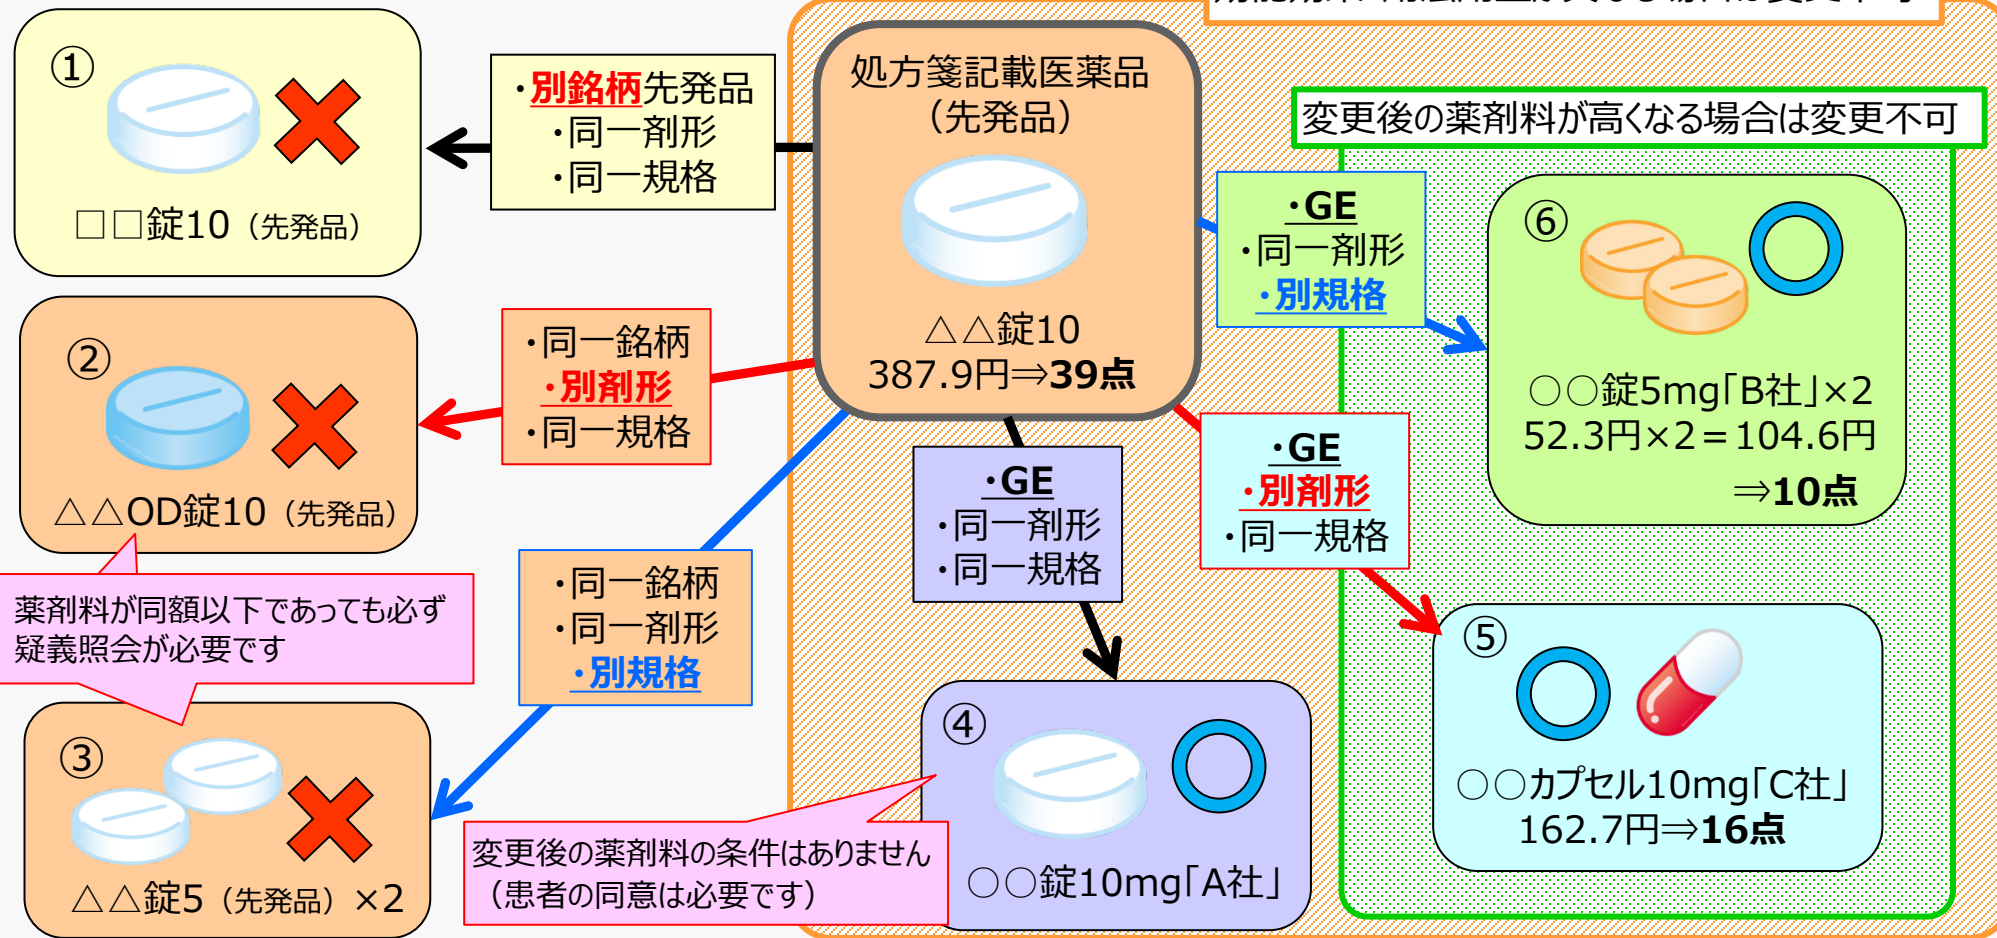 ①
□□錠10（先発品）
・別銘柄先発品
・同一剤形
・同一規格
処方箋記載医薬品
（先発品）
△△錠10
387.9円⇒39点
変更後の薬剤料が高くなる場合は変更不可
・GE
・同一剤形
・別規格
⑥
○○錠5mg「B社」×2
52.3円×2＝104.6円
⇒10点
②
△△OD錠10（先発品）
・同一銘柄
・別剤形
・同一規格
薬剤料が同額以下であっても必ず
疑義照会が必要です
・同一銘柄
・同一剤形
・別規格
③
△△錠5（先発品）×2
・GE
・同一剤形
・同一規格
・GE
・別剤形
・同一規格
④
○○錠10mg「A社」
変更後の薬剤料の条件はありません
（患者の同意は必要です）
⑤
○○カプセル10mg「C社」
162.7円⇒16点